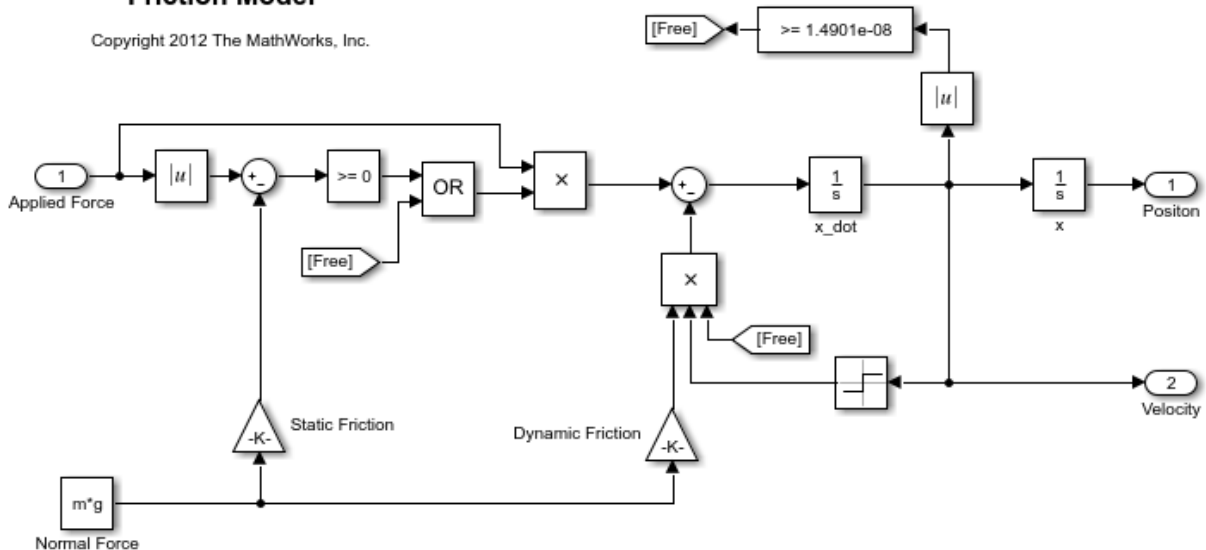 Friction Model
Copyright 2012 The MathWorks, Inc.
[Free]
>= 1.4901e-08
|u|
1
Applied Force
|u|
+
-
>= 0
OR
×
+
-
1
s
x_dot
1
s
x
1
Positon
[Free]
×
[Free]
2
Velocity
Static Friction
-K-
Dynamic Friction
-K-
m*g
Normal Force